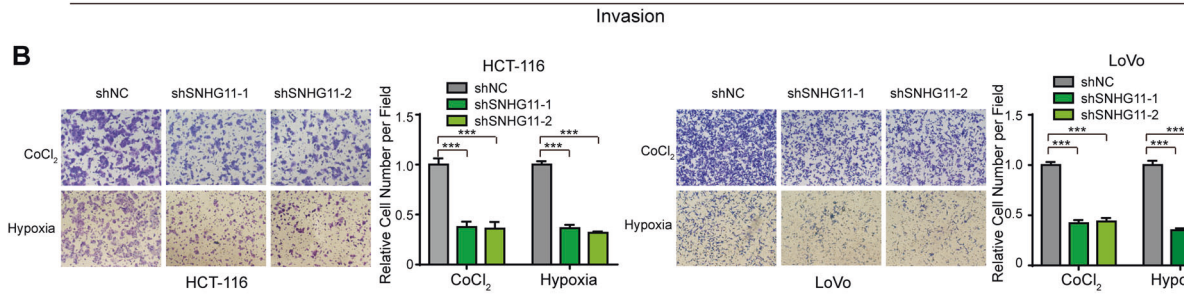 Invasion
B
shNC shSNHG11-1 shSNHG11-2
CoCl2
Hypoxia
HCT-116
HCT-116
shNC
shSNHG11-1
shSNHG11-2
Relative Cell Number per Field
1.5
1.0
0.5
0
*** *** *** ***
CoCl2 Hypoxia
shNC shSNHG11-1 shSNHG11-2
CoCl2
Hypoxia
LoVo
LoVo
shNC
shSNHG11-1
shSNHG11-2
Relative Cell Number per Field
1.5
1.0
0.5
0
*** *** *** ***
CoCl2 Hypo